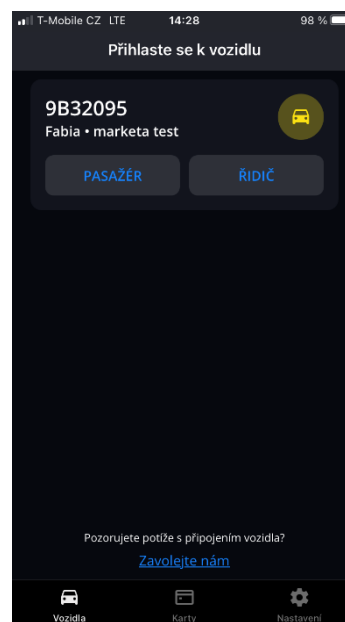 T-Mobile CZ LTE 14:28 98 %
Přihlaste se k vozidlu
9B32095
Fabia • marketa test
PASAŽÉR ŘIDIČ
Pozorujete potíže s připojením vozidla?
Zavolejte nám
Vozidla Karty Nastavení